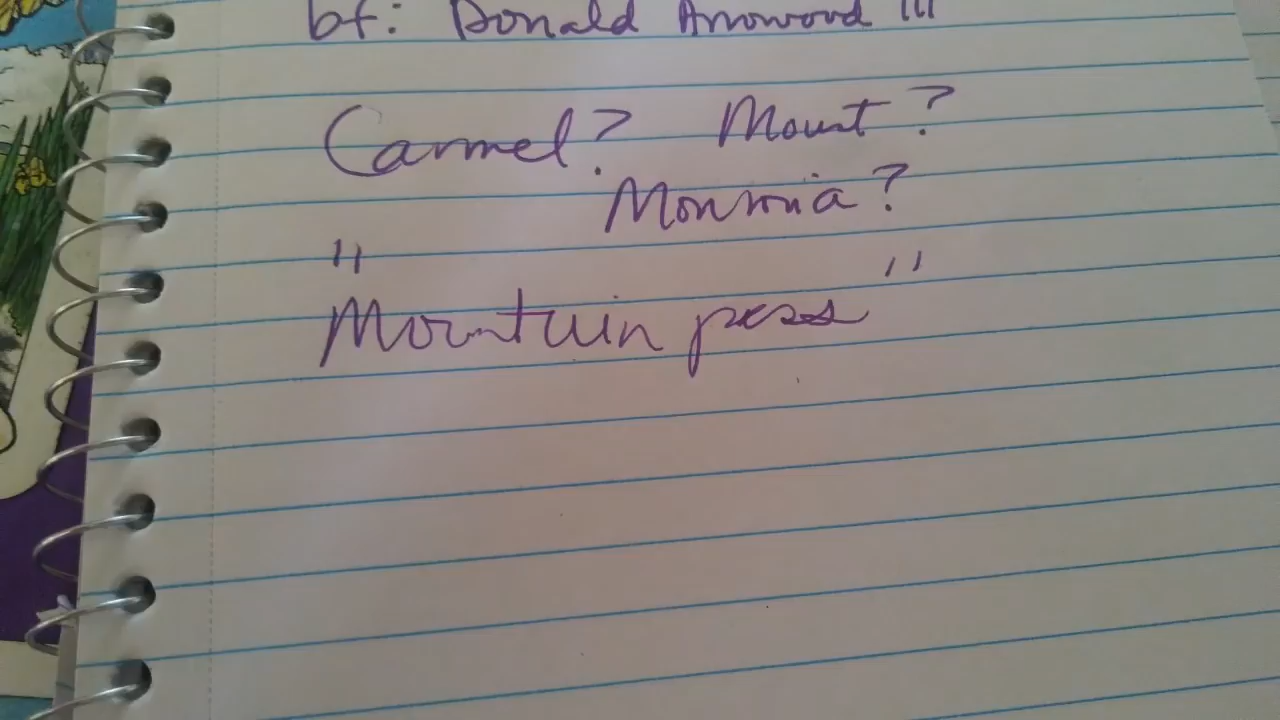 bf: Donald Arrowood III
Carmel? Mount?
Monrovia?
" "
Mountain pass